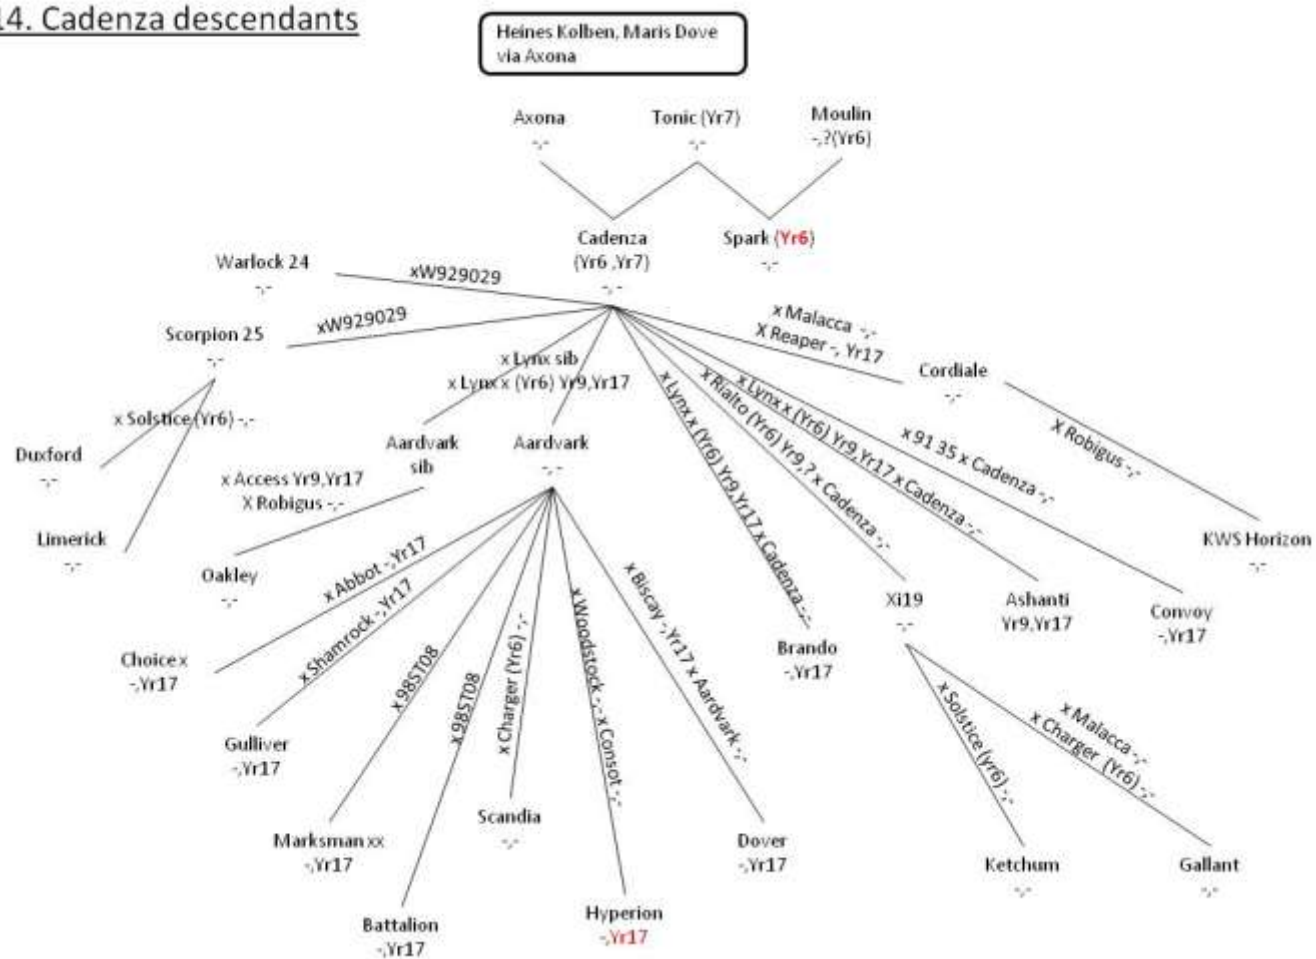 14. Cadenza descendants
Heines Kolben, Maris Dove
via Axona
Axona
-,-
Tonic (Yr7)
-,-
Moulin
-,?(Yr6)
Cadenza
(Yr6 ,Yr7)
-,-
Spark (Yr6)
-,-
Warlock 24
-,-
xW929029
Scorpion 25
-,-
xW929029
x Malacca -,-
X Reaper -, Yr17
Cordiale
-,-
x Lynx sib
x Lynx x (Yr6) Yr9,Yr17
x Lynx x (Yr6) Yr9,Yr17 x Cadenza -,-
x Rialto (Yr6) Yr9,? x Cadenza -,-
x Lynx x (Yr6) Yr9,Yr17 x Cadenza -,-
x 91 35 x Cadenza -,-
X Robigus -,-
x Solstice (Yr6) -,-
Duxford
-,-
Limerick
-,-
Aardvark
sib
Aardvark
-,-
x Access Yr9,Yr17
X Robigus -,-
Oakley
-,-
KWS Horizon
-,-
x Abbot -,Yr17
x Shamrock -,Yr17
x 98ST08
x 98ST08
x Charger (Yr6) -,-
x Woodstock -,- x Consot -,-
x Biscay -,Yr17 x Aardvark -,-
Brando
-,Yr17
Xi19
-,-
Ashanti
Yr9,Yr17
Convoy
-,Yr17
Choice x
-,Yr17
Gulliver
-,Yr17
x Solstice (yr6) -,-
x Malacca -,-
x Charger (Yr6) -,-
Marksman xx
-,Yr17
Battalion
-,Yr17
Scandia
-,-
Hyperion
-,Yr17
Dover
-,Yr17
Ketchum
-,-
Gallant
-,-